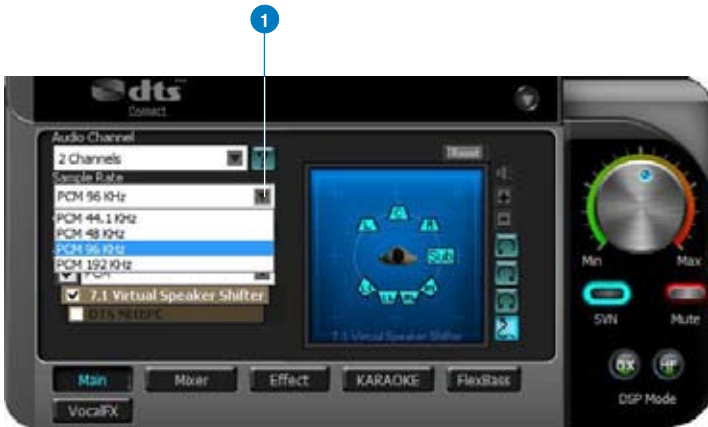 1
dts
Connect
Audio Channel
2 Channels
Sample Rate
PCM 96 KHz
PCM 44.1 KHz
PCM 48 KHz
PCM 96 KHz
PCM 192 KHz
PCM
7.1 Virtual Speaker Shifter
Reset
L
C
R
Sub
7.1 Virtual Speaker Shifter
Min
Max
SVN
Mute
GX
HF
DSP Mode
Main
Mixer
Effect
KARAOKE
FlexBass
VocalFX